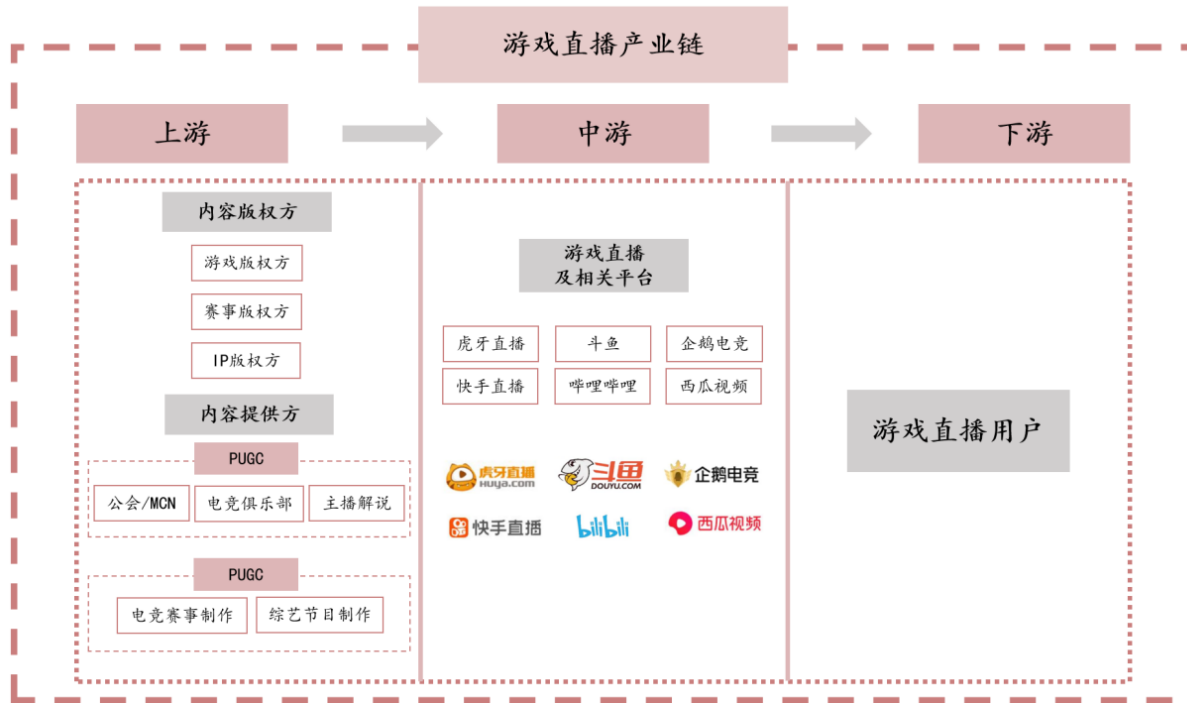 游戏直播产业链
上游
中游
下游
内容版权方
游戏版权方
赛事版权方
IP版权方
内容提供方
PUGC
公会/MCN
电竞俱乐部
主播解说
PUGC
电竞赛事制作
综艺节目制作
游戏直播
及相关平台
虎牙直播
斗鱼
企鹅电竞
快手直播
哔哩哔哩
西瓜视频
虎牙直播
HUYA.com
斗鱼
DOUYU.COM
企鹅电竞
快手直播
bilibili
西瓜视频
游戏直播用户